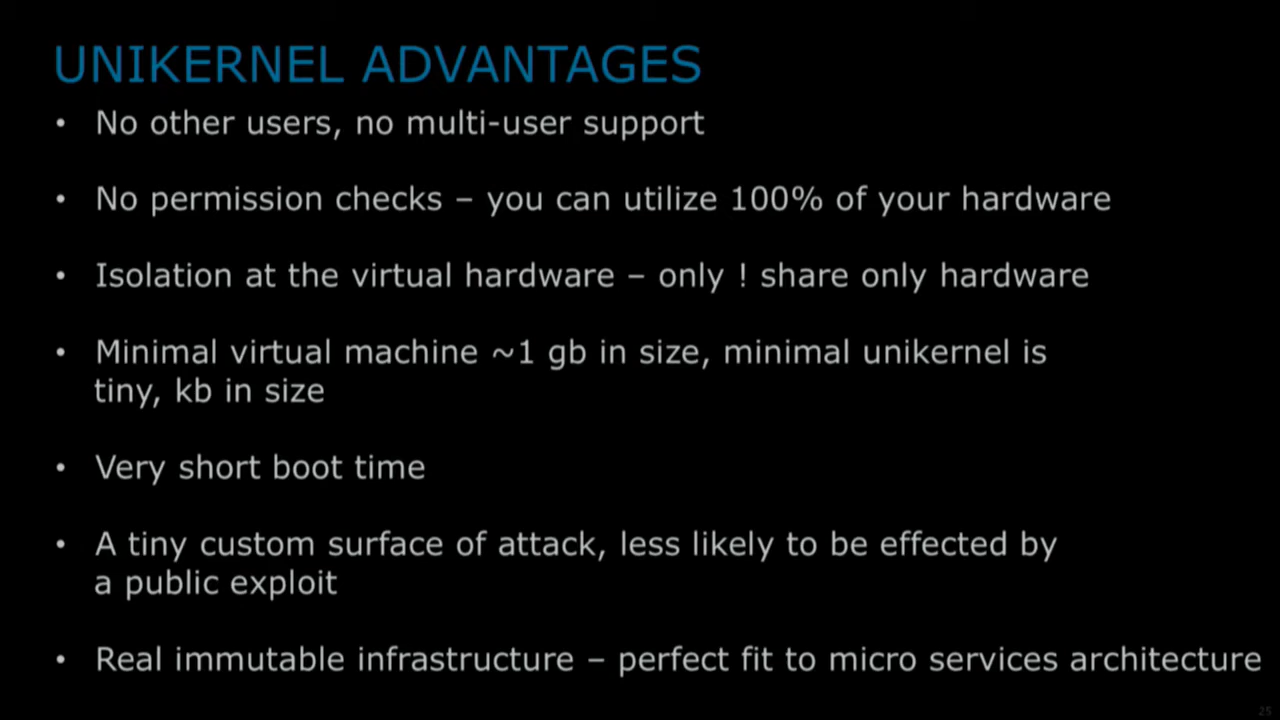 UNIKERNEL ADVANTAGES
• No other users, no multi-user support
• No permission checks – you can utilize 100% of your hardware
• Isolation at the virtual hardware – only ! share only hardware
• Minimal virtual machine ~1 gb in size, minimal unikernel is
tiny, kb in size
• Very short boot time
• A tiny custom surface of attack, less likely to be effected by
a public exploit
• Real immutable infrastructure – perfect fit to micro services architecture
25